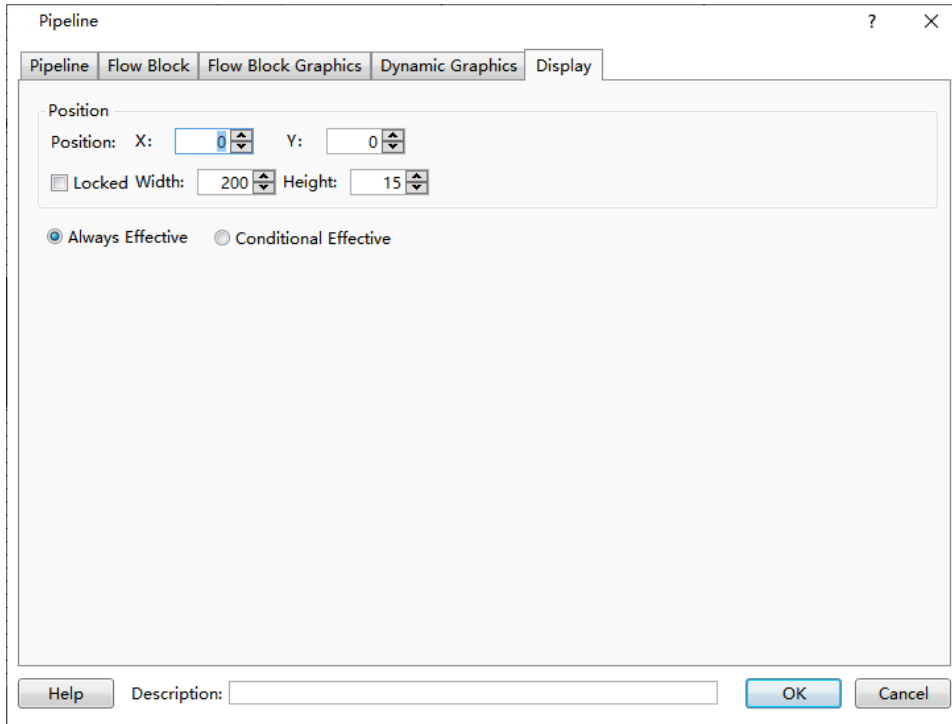 Pipeline ?
Pipeline Flow Block Flow Block Graphics Dynamic Graphics Display
Position
Position: X: 0 Y: 0
Locked Width: 200 Height: 15
Always Effective Conditional Effective
Help Description: OK Cancel